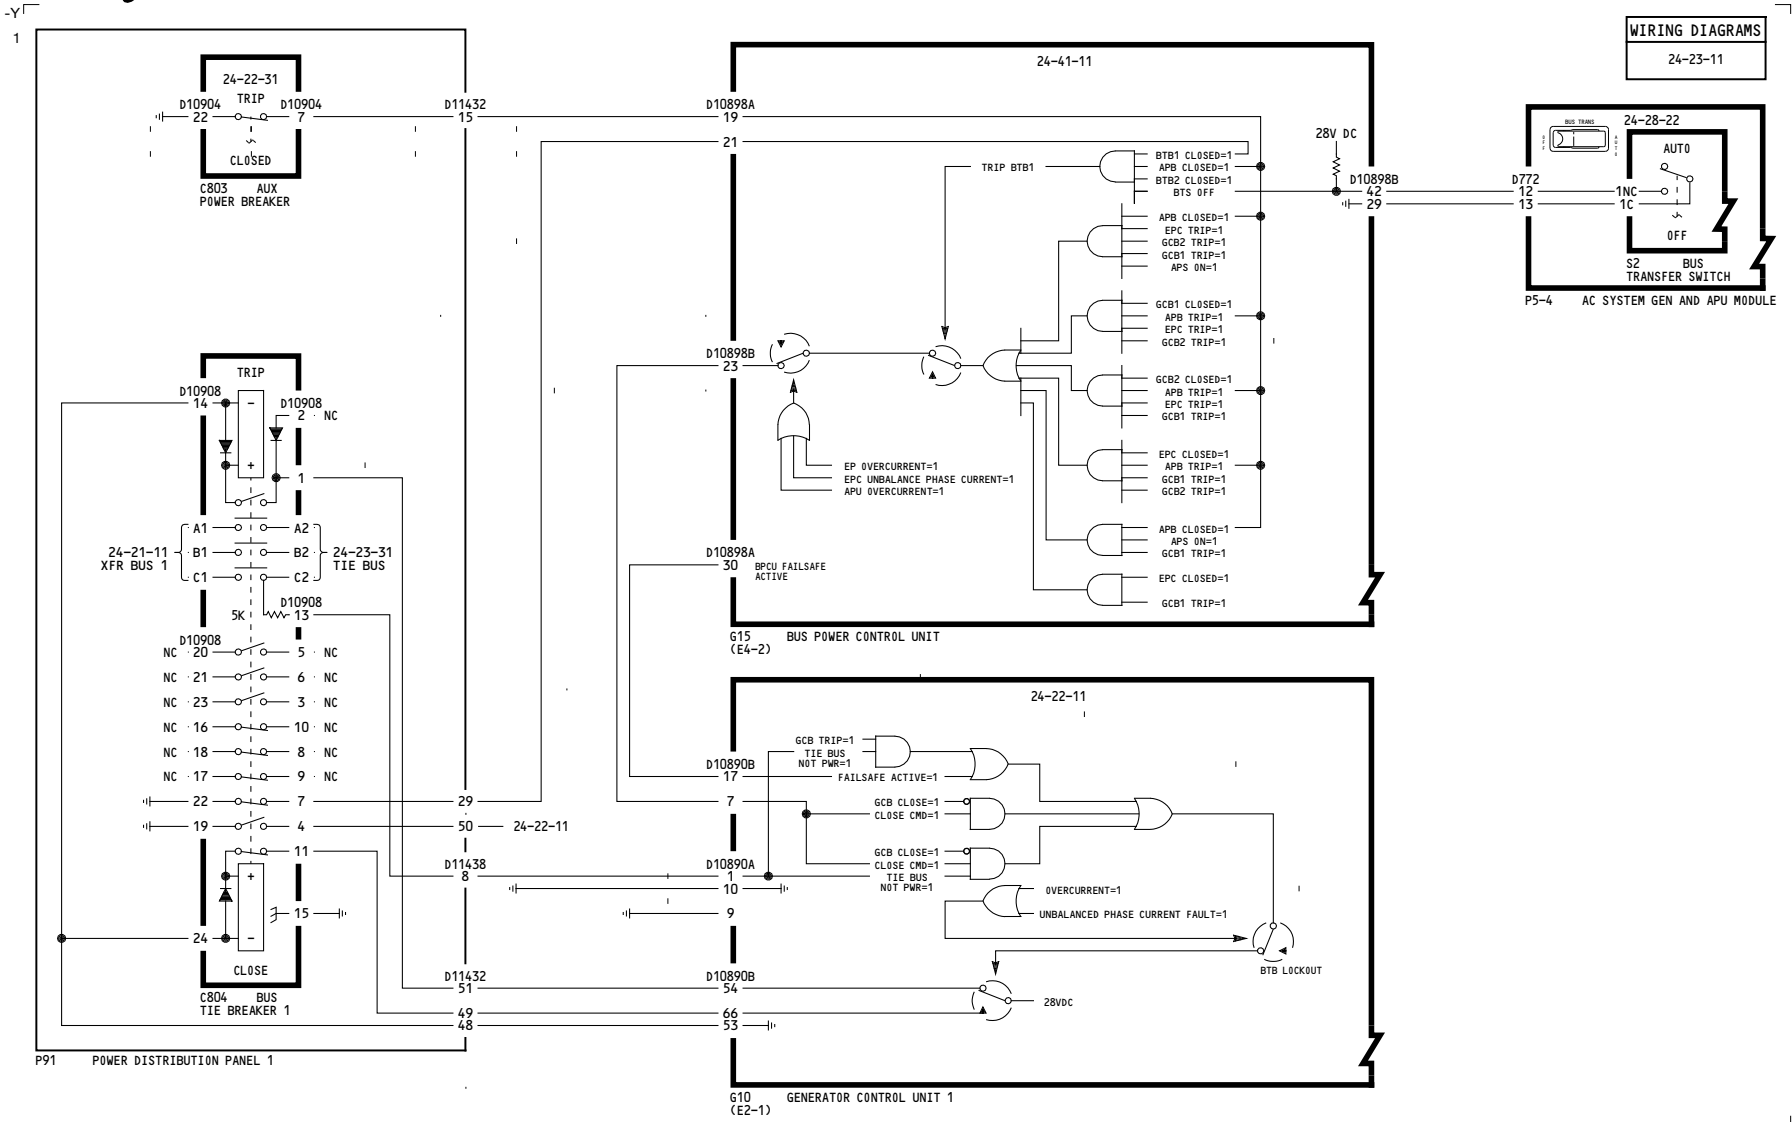 -Y
1
WIRING DIAGRAMS
24-23-11
24-22-31
TRIP
D10904
22
D10904
7
CLOSED
C803 AUX
POWER BREAKER
D11432
15
24-41-11
D10898A
19
21
TRIP BTB1
BTB1 CLOSED=1
APB CLOSED=1
BTB2 CLOSED=1
BTS OFF
28V DC
D10898B
42
29
APB CLOSED=1
EPC TRIP=1
GCB2 TRIP=1
GCB1 TRIP=1
APS ON=1
GCB1 CLOSED=1
APB TRIP=1
EPC TRIP=1
GCB2 TRIP=1
GCB2 CLOSED=1
APB TRIP=1
EPC TRIP=1
GCB1 TRIP=1
EPC CLOSED=1
APB TRIP=1
GCB1 TRIP=1
GCB2 TRIP=1
APB CLOSED=1
APS ON=1
GCB1 TRIP=1
EPC CLOSED=1
GCB1 TRIP=1
D10898B
23
EP OVERCURRENT=1
EPC UNBALANCE PHASE CURRENT=1
APU OVERCURRENT=1
D10898A
30
BPCU FAILSAFE
ACTIVE
G15 BUS POWER CONTROL UNIT
(E4-2)
D772
12
13
BUS TRANS
OFF
AUTO
24-28-22
AUTO
1NC
1C
OFF
S2 BUS
TRANSFER SWITCH
P5-4 AC SYSTEM GEN AND APU MODULE
TRIP
D10908
14
-
D10908
2 NC
+
1
A1 A2
24-21-11
XFR BUS 1
B1 B2
24-23-31
TIE BUS
C1 C2
D10908
5K 13
D10908
NC 20 5 NC
NC 21 6 NC
NC 23 3 NC
NC 16 10 NC
NC 18 8 NC
NC 17 9 NC
22 7 29
19 4 50 24-22-11
11
+
15
24
-
CLOSE
C804 BUS
TIE BREAKER 1
D11438
8
D11432
51
49
48
P91 POWER DISTRIBUTION PANEL 1
24-22-11
GCB TRIP=1
TIE BUS
NOT PWR=1
D10890B
17
FAILSAFE ACTIVE=1
7
GCB CLOSE=1
CLOSE CMD=1
GCB CLOSE=1
CLOSE CMD=1
TIE BUS
NOT PWR=1
D10890A
1
10
9
OVERCURRENT=1
UNBALANCED PHASE CURRENT FAULT=1
BTB LOCKOUT
D10890B
54
66
53
28VDC
G10 GENERATOR CONTROL UNIT 1
(E2-1)